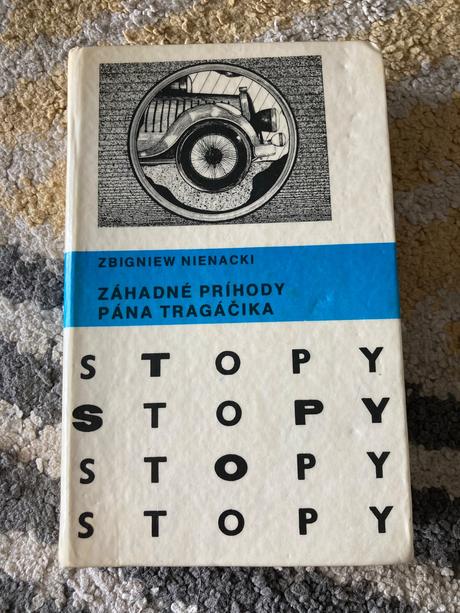 ZBIGNIEW NIENACKI
ZÁHADNÉ PRÍHODY
PÁNA TRAGÁČIKA
STOPY
STOPY
STOPY
STOPY